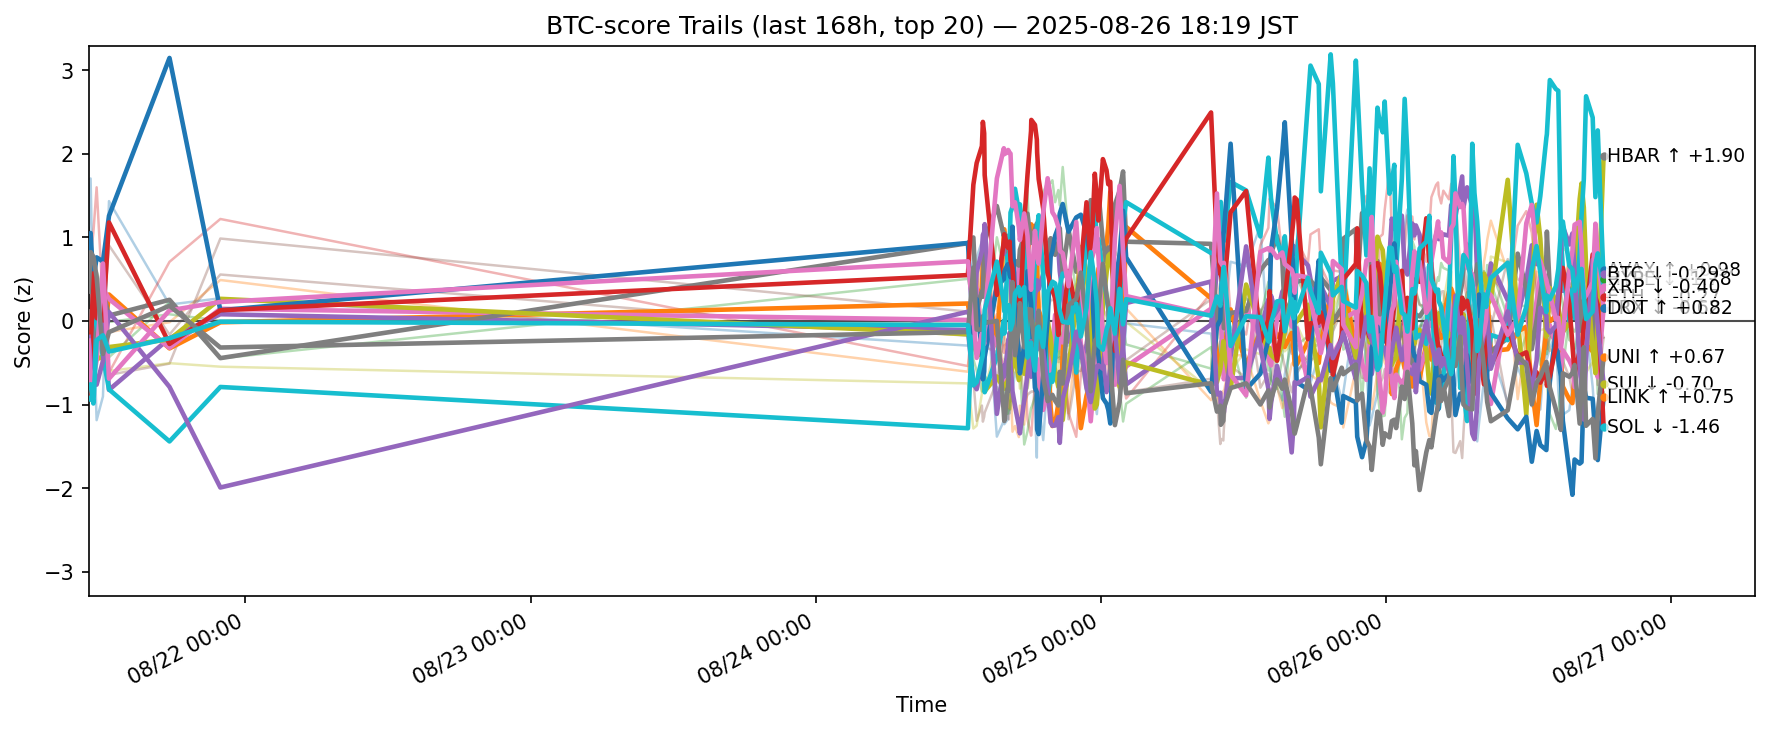 BTC-score Trails (last 168h, top 20) — 2025-08-26 18:19 JST
Score (z)
3
2
1
0
−1
−2
−3
HBAR ↑ +1.90
XRP ↓ -0.40
DOT ↑ +0.82
UNI ↑ +0.67
SUI ↓ -0.70
LINK ↑ +0.75
SOL ↓ -1.46
08/22 00:00
08/23 00:00
08/24 00:00
08/25 00:00
08/26 00:00
08/27 00:00
Time